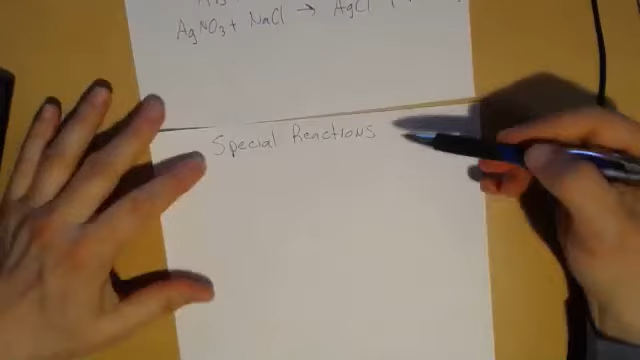 AgNO₃ + NaCl → AgCl
Special Reactions